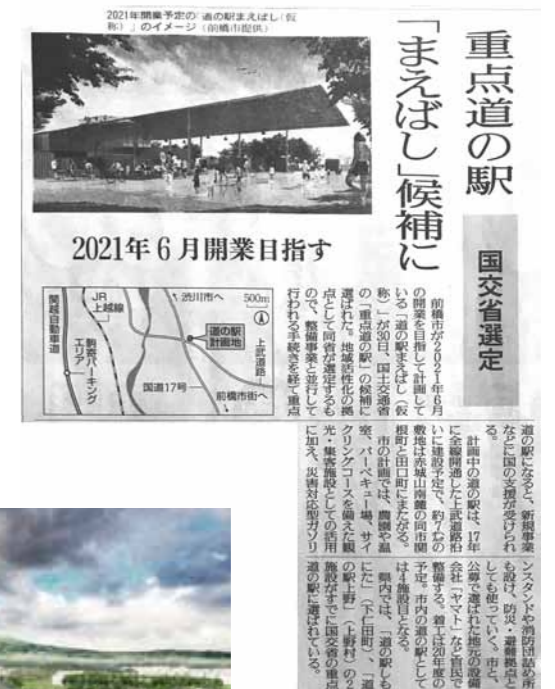 2021年開業予定の「道の駅まえばし(仮
称)」のイメージ(前橋市提供)
重点道の駅
「まえばし」候補に
国交省選定
2021年6月開業目指す
前橋市が2021年6月
の開業を目指して計画して
いる「道の駅まえばし(仮
称)」が30日、国土交通省
の「重点道の駅」の候補に
選ばれた。地域活性化の拠
点として同省が選定するも
ので、整備事業と並行して
行われる手続きを経て重点
道の駅になると、新規事業
などに国の支援が受けられ
る。
計画中の道の駅は、17年
に全線開通した上武道路沿
いに建設予定で、約7㌶の
敷地は赤城山南麓の同市関
根町と田口町にまたがる。
市の計画では、農園や温
室、バーベキュー場、サイ
クリングコースを備えた観
光・集客施設としての活用
に加え、災害対応型ガソリ
ンスタンドや消防団詰め所
も設け、防災・避難拠点と
しても使っていく。市と、
公募で選ばれた地元の設備
会社「ヤマト」など官民で
整備する。着工は20年度の
予定。市内の道の駅として
は4施設目となる。
県内では、「道の駅しも
にた」(下仁田町)、「道
の駅上野」(上野村)の2
施設がすでに国交省の重点
道の駅に選ばれている。
関越自動車道
JR
上越線
駒寄パーキング
エリア
渋川市へ
500m
道の駅
計画地
上武道路
国道17号
前橋市街へ